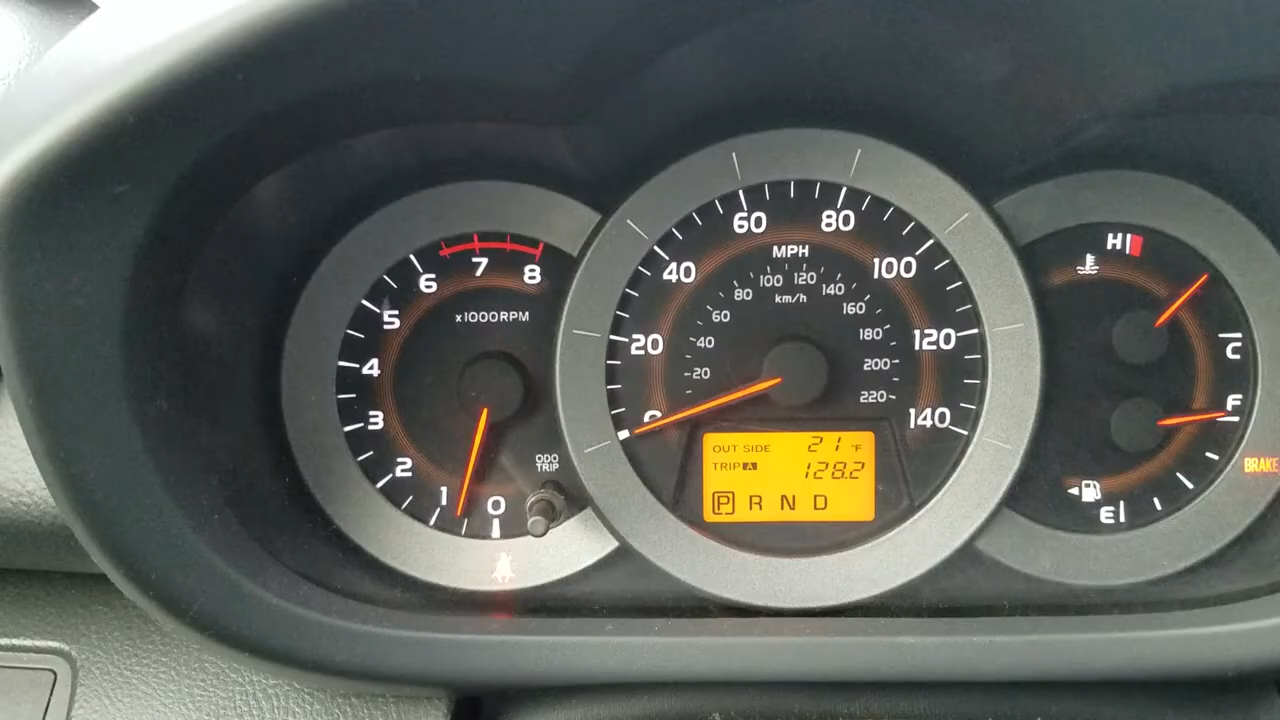 6 7 8
5
4
3
2
1
0
x1000RPM
ODO
TRIP
60 80
MPH
40 100
20 120
0 140
100 120
80 140
km/h
60 160
40 180
20 200
220
OUT SIDE 21°F
TRIP A 128.2
P R N D
H
C
F
E
BRAKE